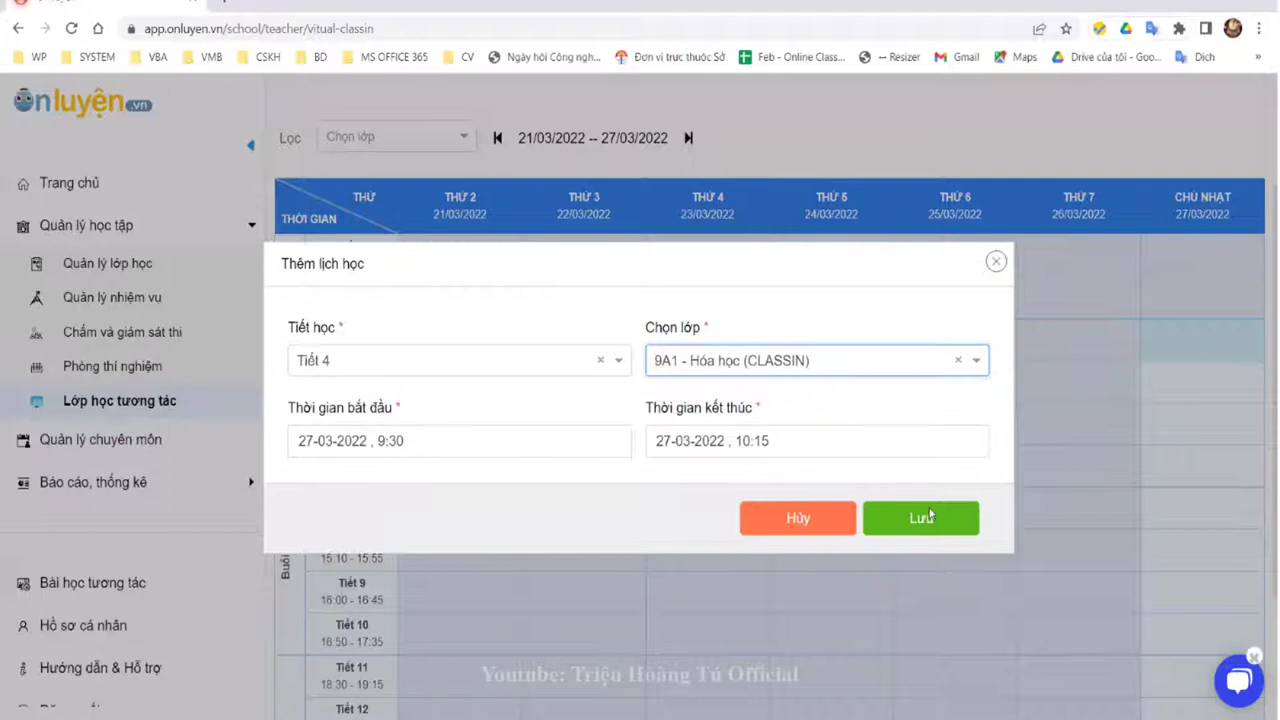 app.onluyen.vn/school/teacher/vitual-classin
WP SYSTEM VBA VMB CSKH BD MS OFFICE 365 CV Ngày hội Công ngh... Đơn vị trực thuộc Sở Feb - Online Class... -- Resizer Gmail Maps Drive của tôi - Goo... Dich »
ônluyện.vn
Trang chủ
Quản lý học tập
Quản lý lớp học
Quản lý nhiệm vụ
Chấm và giám sát thi
Phòng thí nghiệm
Lớp học tương tác
Quản lý chuyên môn
Báo cáo, thống kê
Bài học tương tác
Hồ sơ cá nhân
Hướng dẫn & Hỗ trợ
Lọc Chọn lớp 21/03/2022 -- 27/03/2022
THỨ THỨ 2 THỨ 3 THỨ 4 THỨ 5 THỨ 6 THỨ 7 CHỦ NHẬT
THỜI GIAN 21/03/2022 22/03/2022 23/03/2022 24/03/2022 25/03/2022 26/03/2022 27/03/2022
Thêm lịch học
Tiết học * Chọn lớp *
Tiết 4 9A1 - Hóa học (CLASSIN)
Thời gian bắt đầu * Thời gian kết thúc *
27-03-2022 , 9:30 27-03-2022 , 10:15
Hủy Lưu
Buổi
15:10 - 15:55
Tiết 9
16:00 - 16:45
Tiết 10
16:50 - 17:35
Tiết 11
18:30 - 19:15
Tiết 12
Youtube: Triệu Hoàng Tú Official